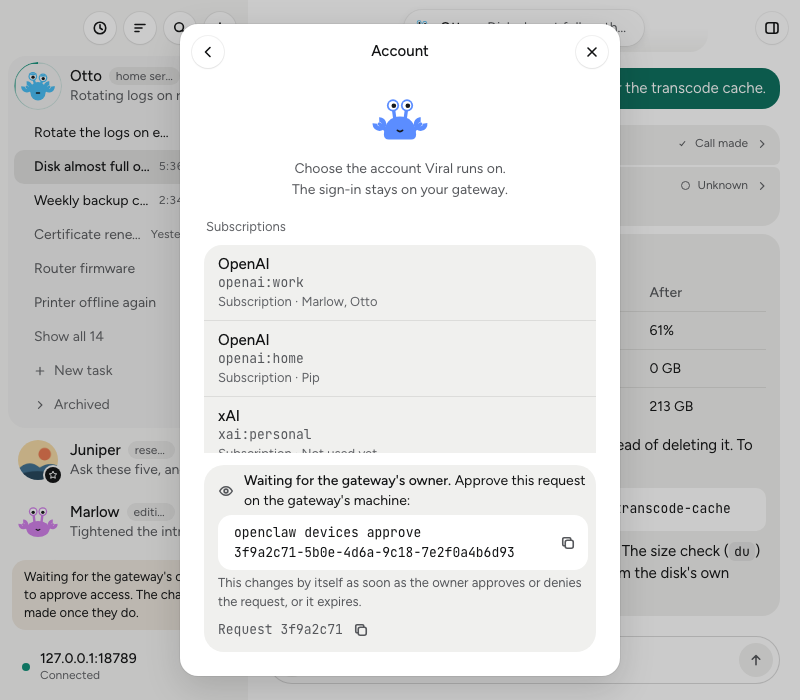 Account
Choose the account Viral runs on.
The sign-in stays on your gateway.
Subscriptions
OpenAI
openai:work
Subscription · Marlow, Otto
OpenAI
openai:home
Subscription · Pip
xAI
xai:personal
Subscription · Not used yet
Waiting for the gateway's owner. Approve this request
on the gateway's machine:
openclaw devices approve
3f9a2c71-5b0e-4d6a-9c18-7e2f0a4b6d93
This changes by itself as soon as the owner approves or denies
the request, or it expires.
Request 3f9a2c71
Otto home ser...
Rotating logs on
Rotate the logs on e...
Disk almost full o... 5:36
Weekly backup c... 2:34
Certificate rene... Yeste
Router firmware
Printer offline again
Show all 14
+ New task
Archived
Juniper rese...
Ask these five, an
Marlow editi...
Tightened the intr
Waiting for the gateway's
to approve access. The cha
made once they do.
127.0.0.1:18789
Connected
the transcode cache.
Call made
Unknown
After
61%
0 GB
213 GB
ead of deleting it. To
transcode-cache
The size check ( du )
m the disk's own